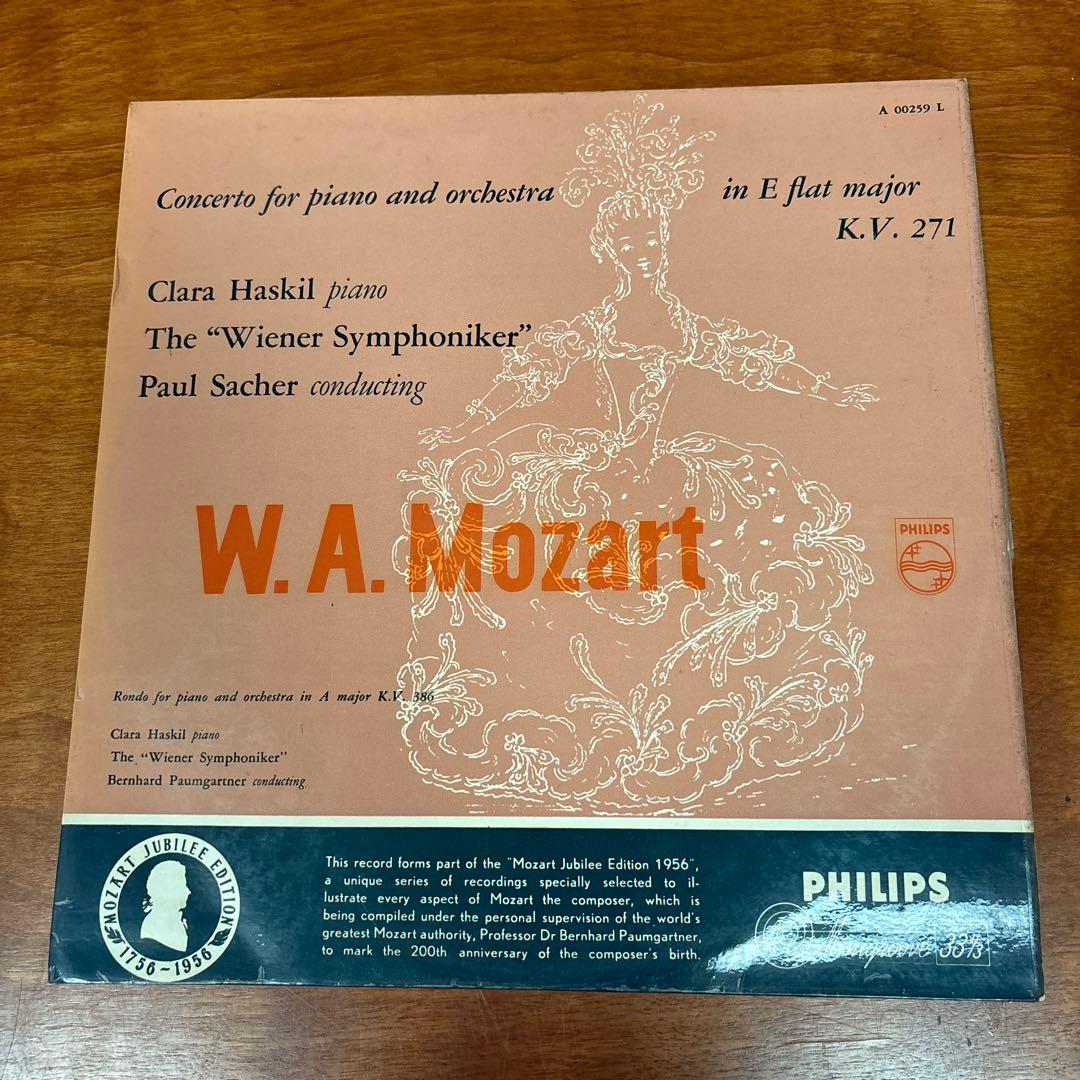 A 00259 L
Concerto for piano and orchestra in E flat major
K.V. 271
Clara Haskil piano
The "Wiener Symphoniker"
Paul Sacher conducting
W. A. Mozart
PHILIPS
Rondo for piano and orchestra in A major K.V. 386
Clara Haskil piano
The "Wiener Symphoniker"
Bernhard Paumgartner conducting
MOZART JUBILEE EDITION
1756 ~ 1956
This record forms part of the "Mozart Jubilee Edition 1956",
a unique series of recordings specially selected to il-
lustrate every aspect of Mozart the composer, which is
being compiled under the personal supervision of the world's
greatest Mozart authority, Professor Dr Bernhard Paumgartner,
to mark the 200th anniversary of the composer's birth.
PHILIPS
Minigroove 33⅓